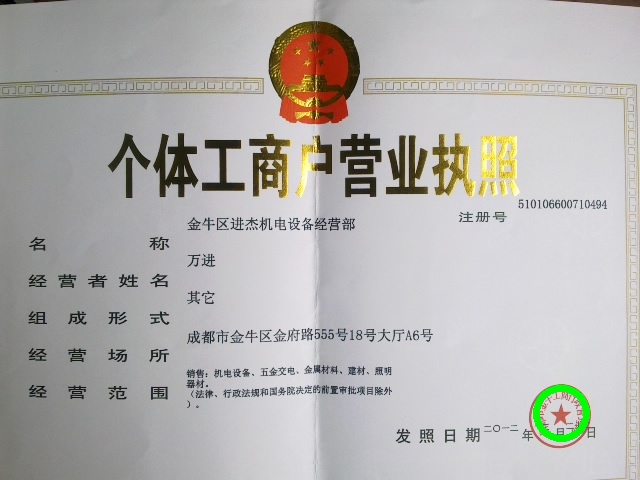 个体工商户营业执照
注册号 510106600710494
名称 金牛区进杰机电设备经营部
经营者姓名 万进
组成形式 其它
经营场所 成都市金牛区金府路555号18号大厅A6号
经营范围 销售：机电设备、五金交电、金属材料、建材、照明
器材。
（法律、行政法规和国务院决定的前置审批项目除外
）。
发照日期 二〇一二 年 月 日